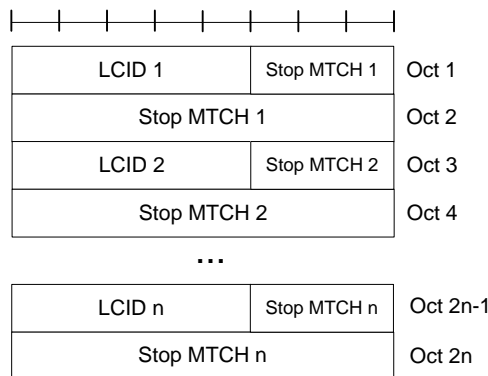 LCID 1 Stop MTCH 1 Oct 1
Stop MTCH 1 Oct 2
LCID 2 Stop MTCH 2 Oct 3
Stop MTCH 2 Oct 4
...
LCID n Stop MTCH n Oct 2n-1
Stop MTCH n Oct 2n